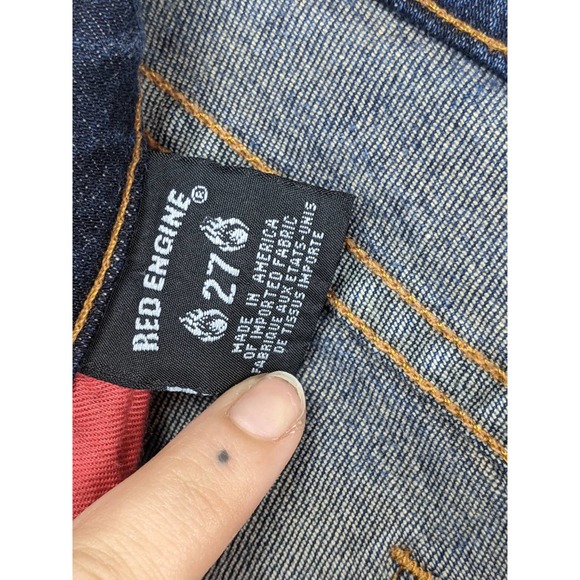 RED ENGINE®
27
MADE IN AMERICA
OF IMPORTED FABRIC
FABRIQUE AUX ETATS-UNIS
DE TISSUS IMPORTE